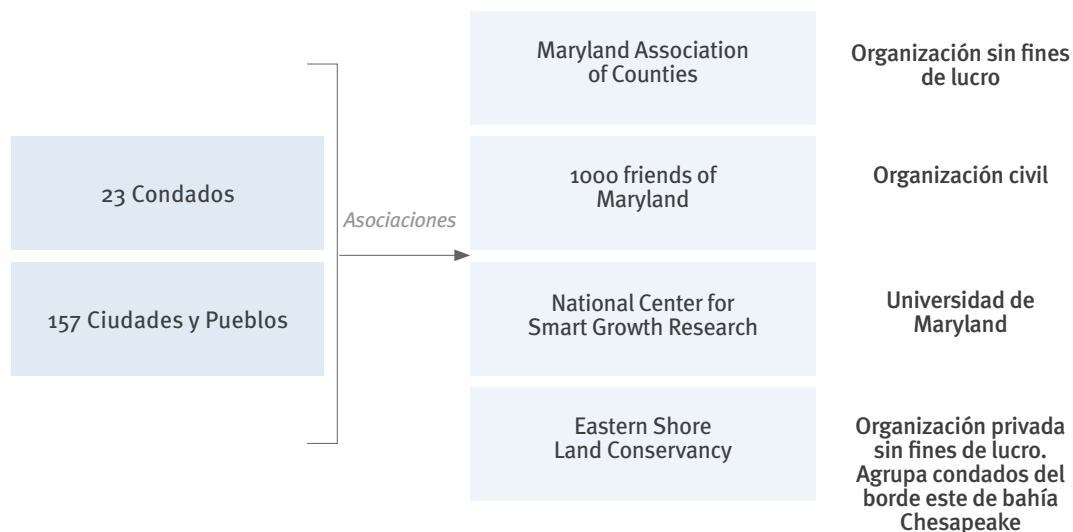 23 Condados
157 Ciudades y Pueblos
Asociaciones
Maryland Association
of Counties
Organización sin fines
de lucro
1000 friends of
Maryland
Organización civil
National Center for
Smart Growth Research
Universidad de
Maryland
Eastern Shore
Land Conservancy
Organización privada
sin fines de lucro.
Agrupa condados del
borde este de bahía
Chesapeake